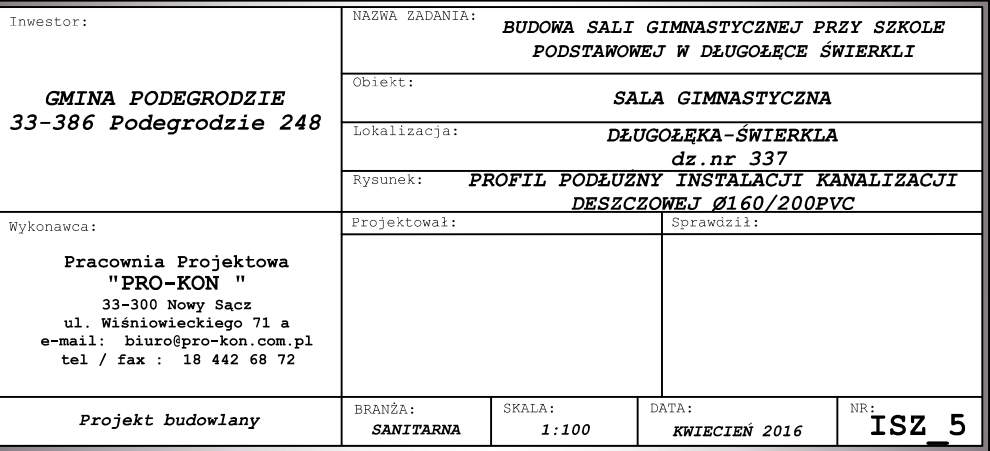 Inwestor:
GMINA PODEGRODZIE
33-386 Podegrodzie 248
NAZWA ZADANIA:
BUDOWA SALI GIMNASTYCZNEJ PRZY SZKOLE
PODSTAWOWEJ W DŁUGOŁĘCE ŚWIERKLI
Obiekt:
SALA GIMNASTYCZNA
Lokalizacja:
DŁUGOŁĘKA-ŚWIERKLA
dz.nr 337
Rysunek:
PROFIL PODŁUŻNY INSTALACJI KANALIZACJI
DESZCZOWEJ Ø160/200PVC
Wykonawca:
Pracownia Projektowa
"PRO-KON "
33-300 Nowy Sącz
ul. Wiśniowieckiego 71 a
e-mail: biuro@pro-kon.com.pl
tel / fax : 18 442 68 72
Projektował:
Sprawdził:
Projekt budowlany
BRANŻA:
SANITARNA
SKALA:
1:100
DATA:
KWIECIEŃ 2016
NR:
ISZ_5